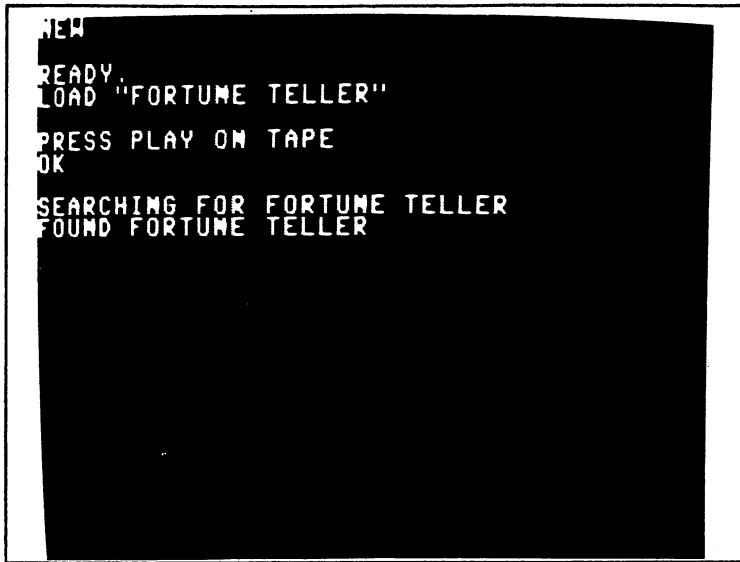 NEW
READY.
LOAD "FORTUNE TELLER"
PRESS PLAY ON TAPE
OK
SEARCHING FOR FORTUNE TELLER
FOUND FORTUNE TELLER